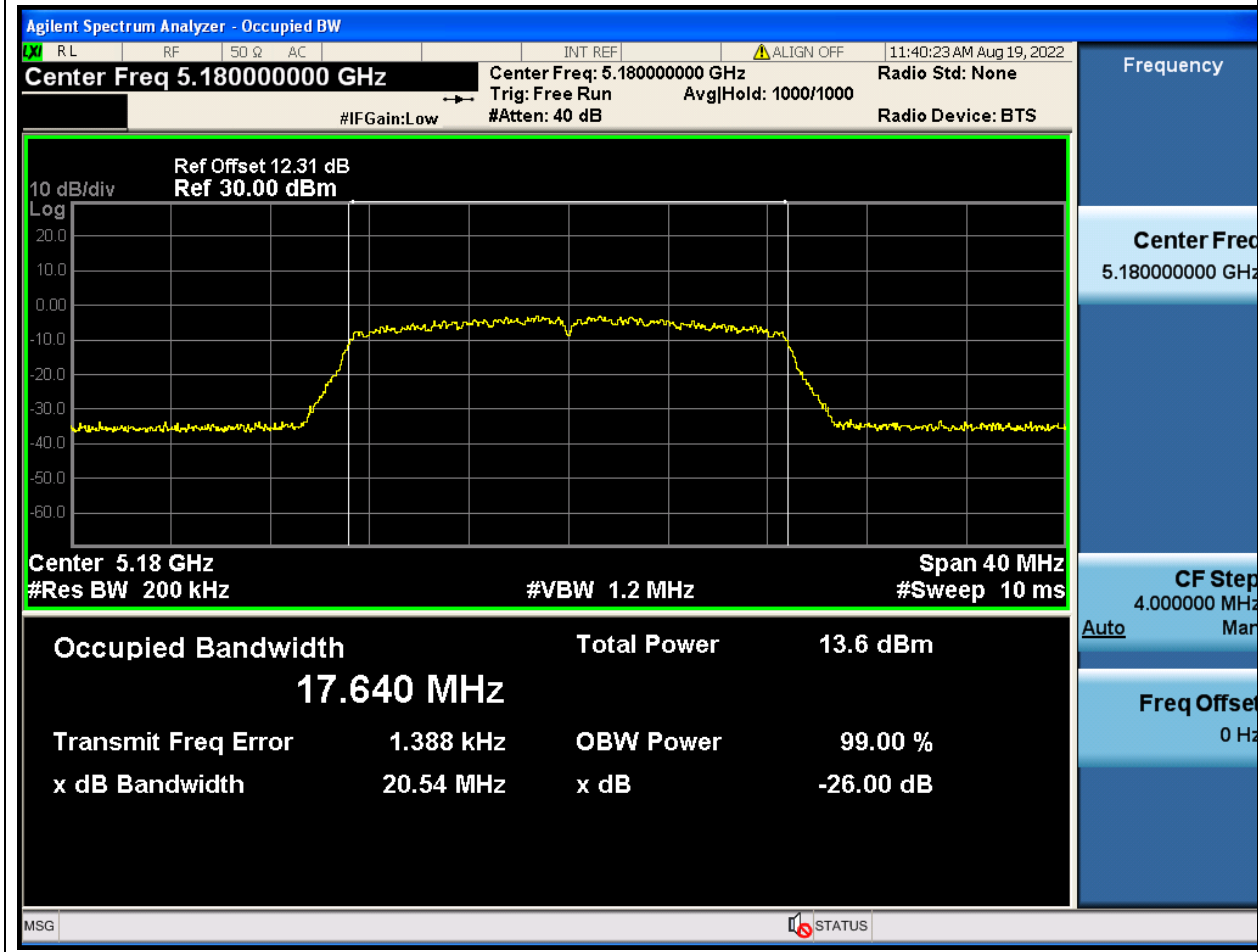 Agilent Spectrum Analyzer - Occupied BW
LXI RL RF 50 Ω AC INT REF ALIGN OFF 11:40:23 AM Aug 19, 2022
Center Freq 5.180000000 GHz
Center Freq: 5.180000000 GHz
Radio Std: None
Trig: Free Run Avg|Hold: 1000/1000
#IFGain:Low
#Atten: 40 dB
Radio Device: BTS
Ref Offset 12.31 dB
10 dB/div Ref 30.00 dBm
Log
20.0
10.0
0.00
-10.0
-20.0
-30.0
-40.0
-50.0
-60.0
Center 5.18 GHz Span 40 MHz
#Res BW 200 kHz #VBW 1.2 MHz #Sweep 10 ms
Occupied Bandwidth Total Power 13.6 dBm
17.640 MHz
Transmit Freq Error 1.388 kHz OBW Power 99.00 %
x dB Bandwidth 20.54 MHz x dB -26.00 dB
MSG STATUS
Frequency
Center Freq
5.180000000 GHz
CF Step
4.000000 MHz
Auto Man
Freq Offset
0 Hz